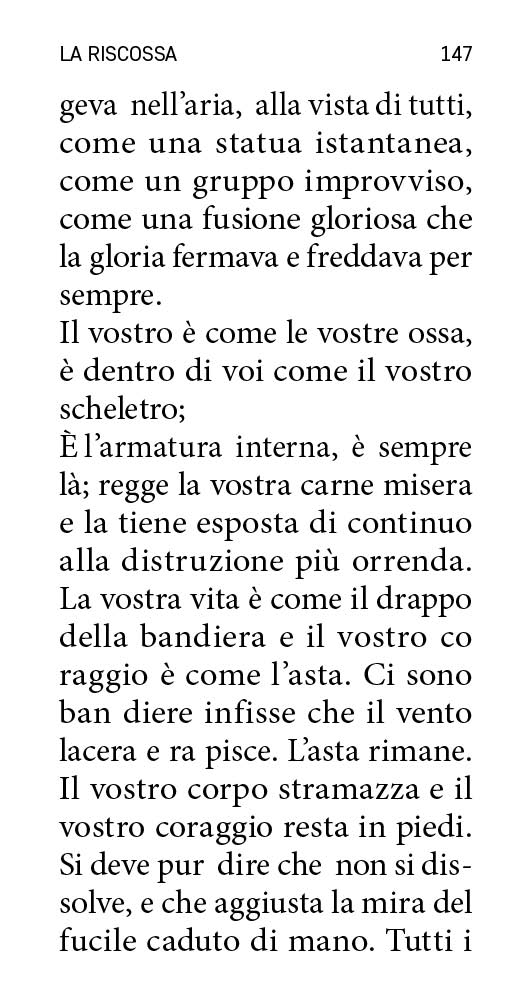 LA RISCOSSA 147
geva nell’aria, alla vista di tutti,
come una statua istantanea,
come un gruppo improvviso,
come una fusione gloriosa che
la gloria fermava e freddava per
sempre.
Il vostro è come le vostre ossa,
è dentro di voi come il vostro
scheletro;
È l’armatura interna, è sempre
là; regge la vostra carne misera
e la tiene esposta di continuo
alla distruzione più orrenda.
La vostra vita è come il drappo
della bandiera e il vostro co
raggio è come l’asta. Ci sono
ban diere infisse che il vento
lacera e ra pisce. L’asta rimane.
Il vostro corpo stramazza e il
vostro coraggio resta in piedi.
Si deve pur dire che non si dis-
solve, e che aggiusta la mira del
fucile caduto di mano. Tutti i